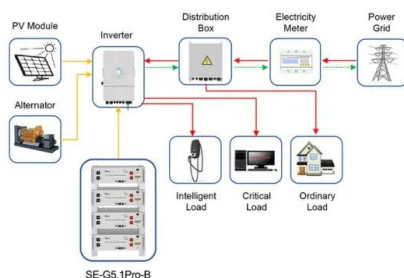 PV Module
Inverter
Distribution
Box
Electricity
Meter
Power
Grid
Alternator
Intelligent
Load
Critical
Load
Ordinary
Load
SE-G5.1Pro-B